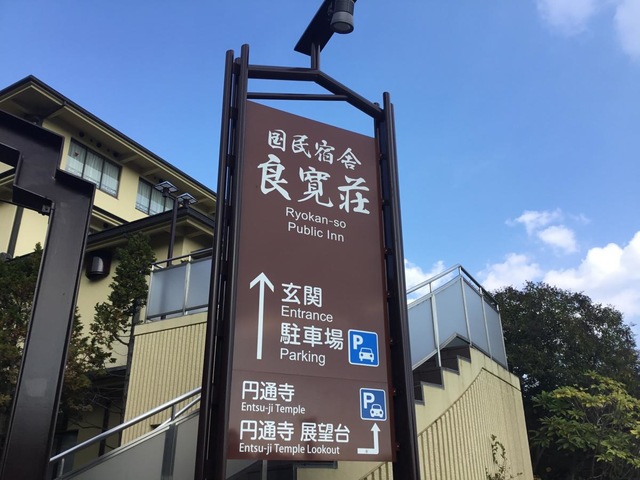 国民宿舎
良寛荘
Ryokan-so
Public Inn
玄関
Entrance
駐車場 P
Parking
円通寺 P
Entsu-ji Temple
円通寺 展望台
Entsu-ji Temple Lookout